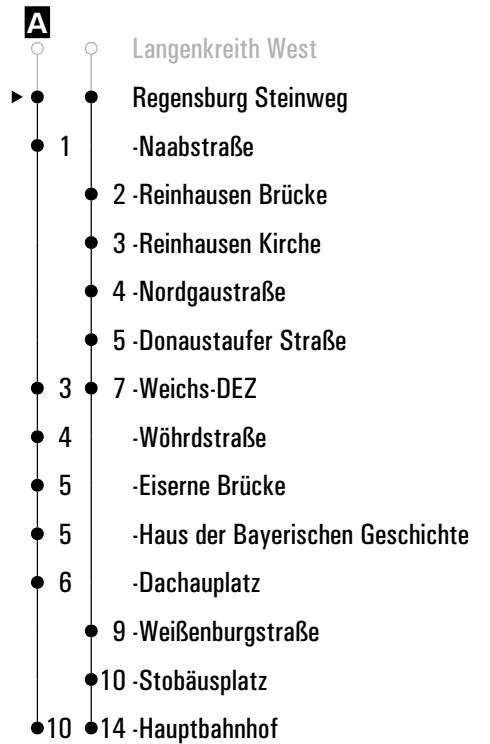 A
Langenkreith West
Regensburg Steinweg
1 -Naabstraße
2 -Reinhausen Brücke
3 -Reinhausen Kirche
4 -Nordgaustraße
5 -Donaustaufer Straße
3 7 -Weichs-DEZ
4 -Wöhrdstraße
5 -Eiserne Brücke
5 -Haus der Bayerischen Geschichte
6 -Dachauplatz
9 -Weißenburgstraße
10 -Stobäusplatz
10 14 -Hauptbahnhof